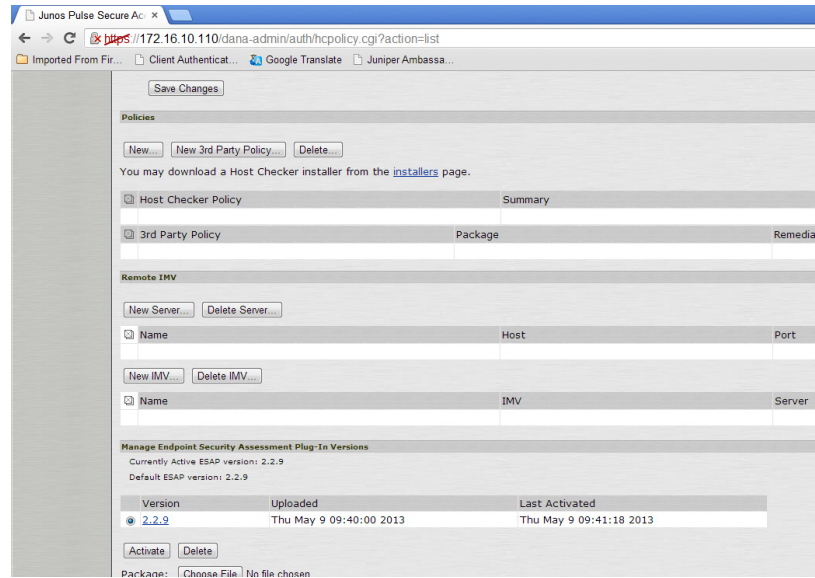 Junos Pulse Secure Ac
https://172.16.10.110/dana-admin/auth/hcpolicy.cgi?action=list
Imported From Fir... Client Authenticat... Google Translate Juniper Ambassa...
Save Changes
Policies
New... New 3rd Party Policy... Delete...
You may download a Host Checker installer from the installers page.
Host Checker Policy Summary
3rd Party Policy Package Remedia
Remote IMV
New Server... Delete Server...
Name Host Port
New IMV... Delete IMV...
Name IMV Server
Manage Endpoint Security Assessment Plug-In Versions
Currently Active ESAP version: 2.2.9
Default ESAP version: 2.2.9
Version Uploaded Last Activated
2.2.9 Thu May 9 09:40:00 2013 Thu May 9 09:41:18 2013
Activate Delete
Package: Choose File No file chosen